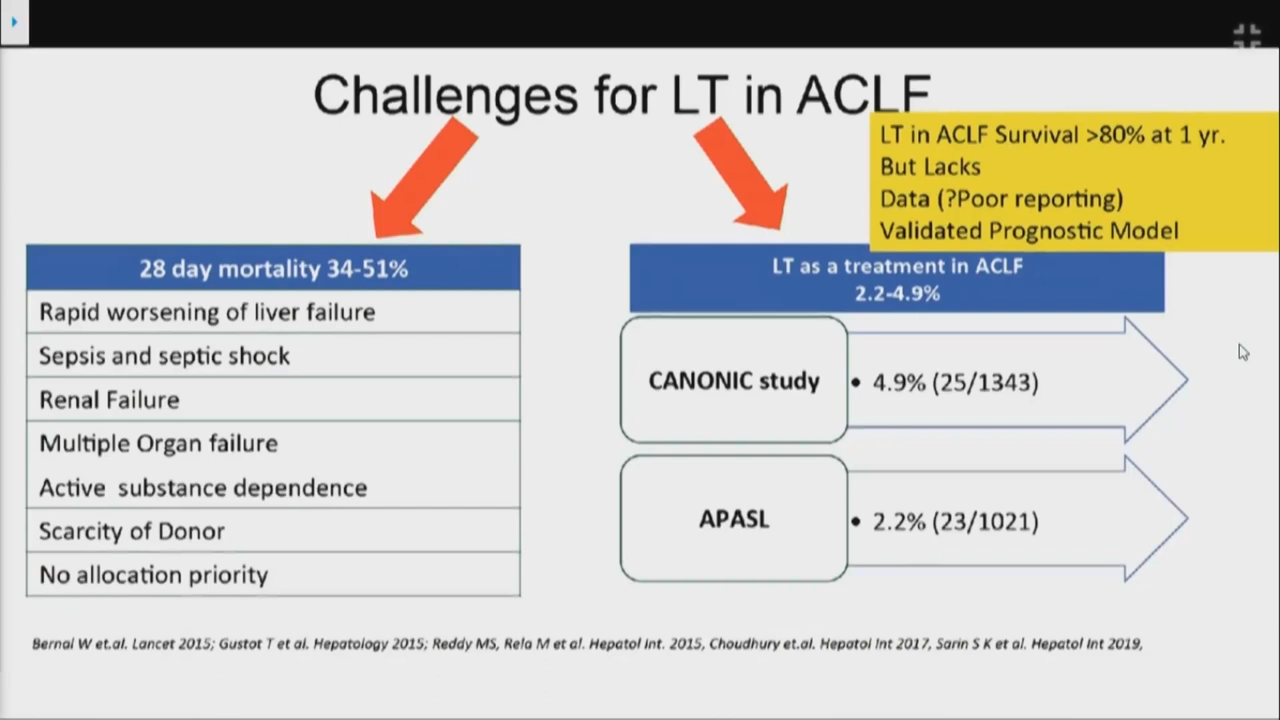 Challenges for LT in ACLF
LT in ACLF Survival >80% at 1 yr.
But Lacks
Data (?Poor reporting)
Validated Prognostic Model
28 day mortality 34-51%
Rapid worsening of liver failure
Sepsis and septic shock
Renal Failure
Multiple Organ failure
Active substance dependence
Scarcity of Donor
No allocation priority
LT as a treatment in ACLF
2.2-4.9%
CANONIC study
• 4.9% (25/1343)
APASL
• 2.2% (23/1021)
Bernal W et.al. Lancet 2015; Gustot T et al. Hepatology 2015; Reddy MS, Rela M et al. Hepatol Int. 2015, Choudhury et.al. Hepatol Int 2017, Sarin S K et al. Hepatol Int 2019,